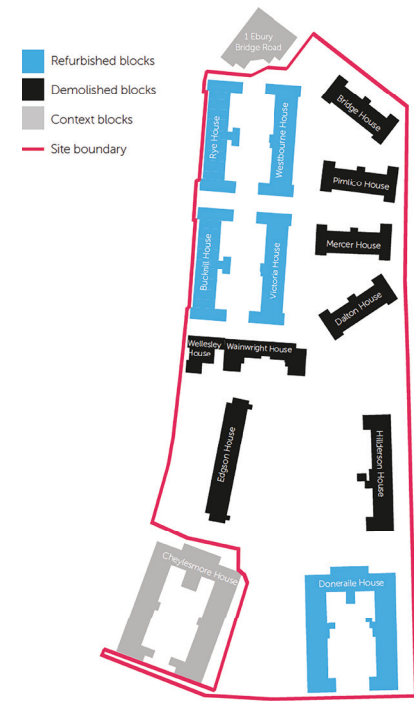 1 Ebury
Bridge Road
Refurbished blocks
Demolished blocks
Context blocks
Site boundary
Rye House
Westbourne House
Bridge House
Pimlico House
Bucknill House
Victoria House
Mercer House
Dalton House
Wellesley
House
Wainwright House
Edgson House
Hillersdon House
Cheylesmore House
Doneraile House